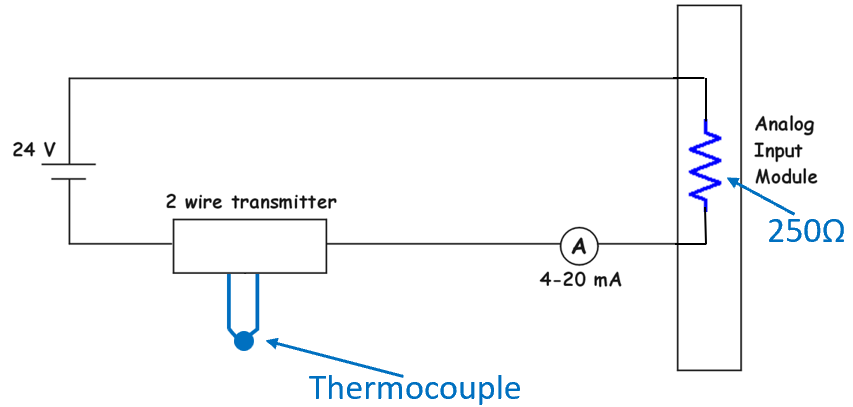 24 V
2 wire transmitter
A
4-20 mA
Analog
Input
Module
250Ω
Thermocouple